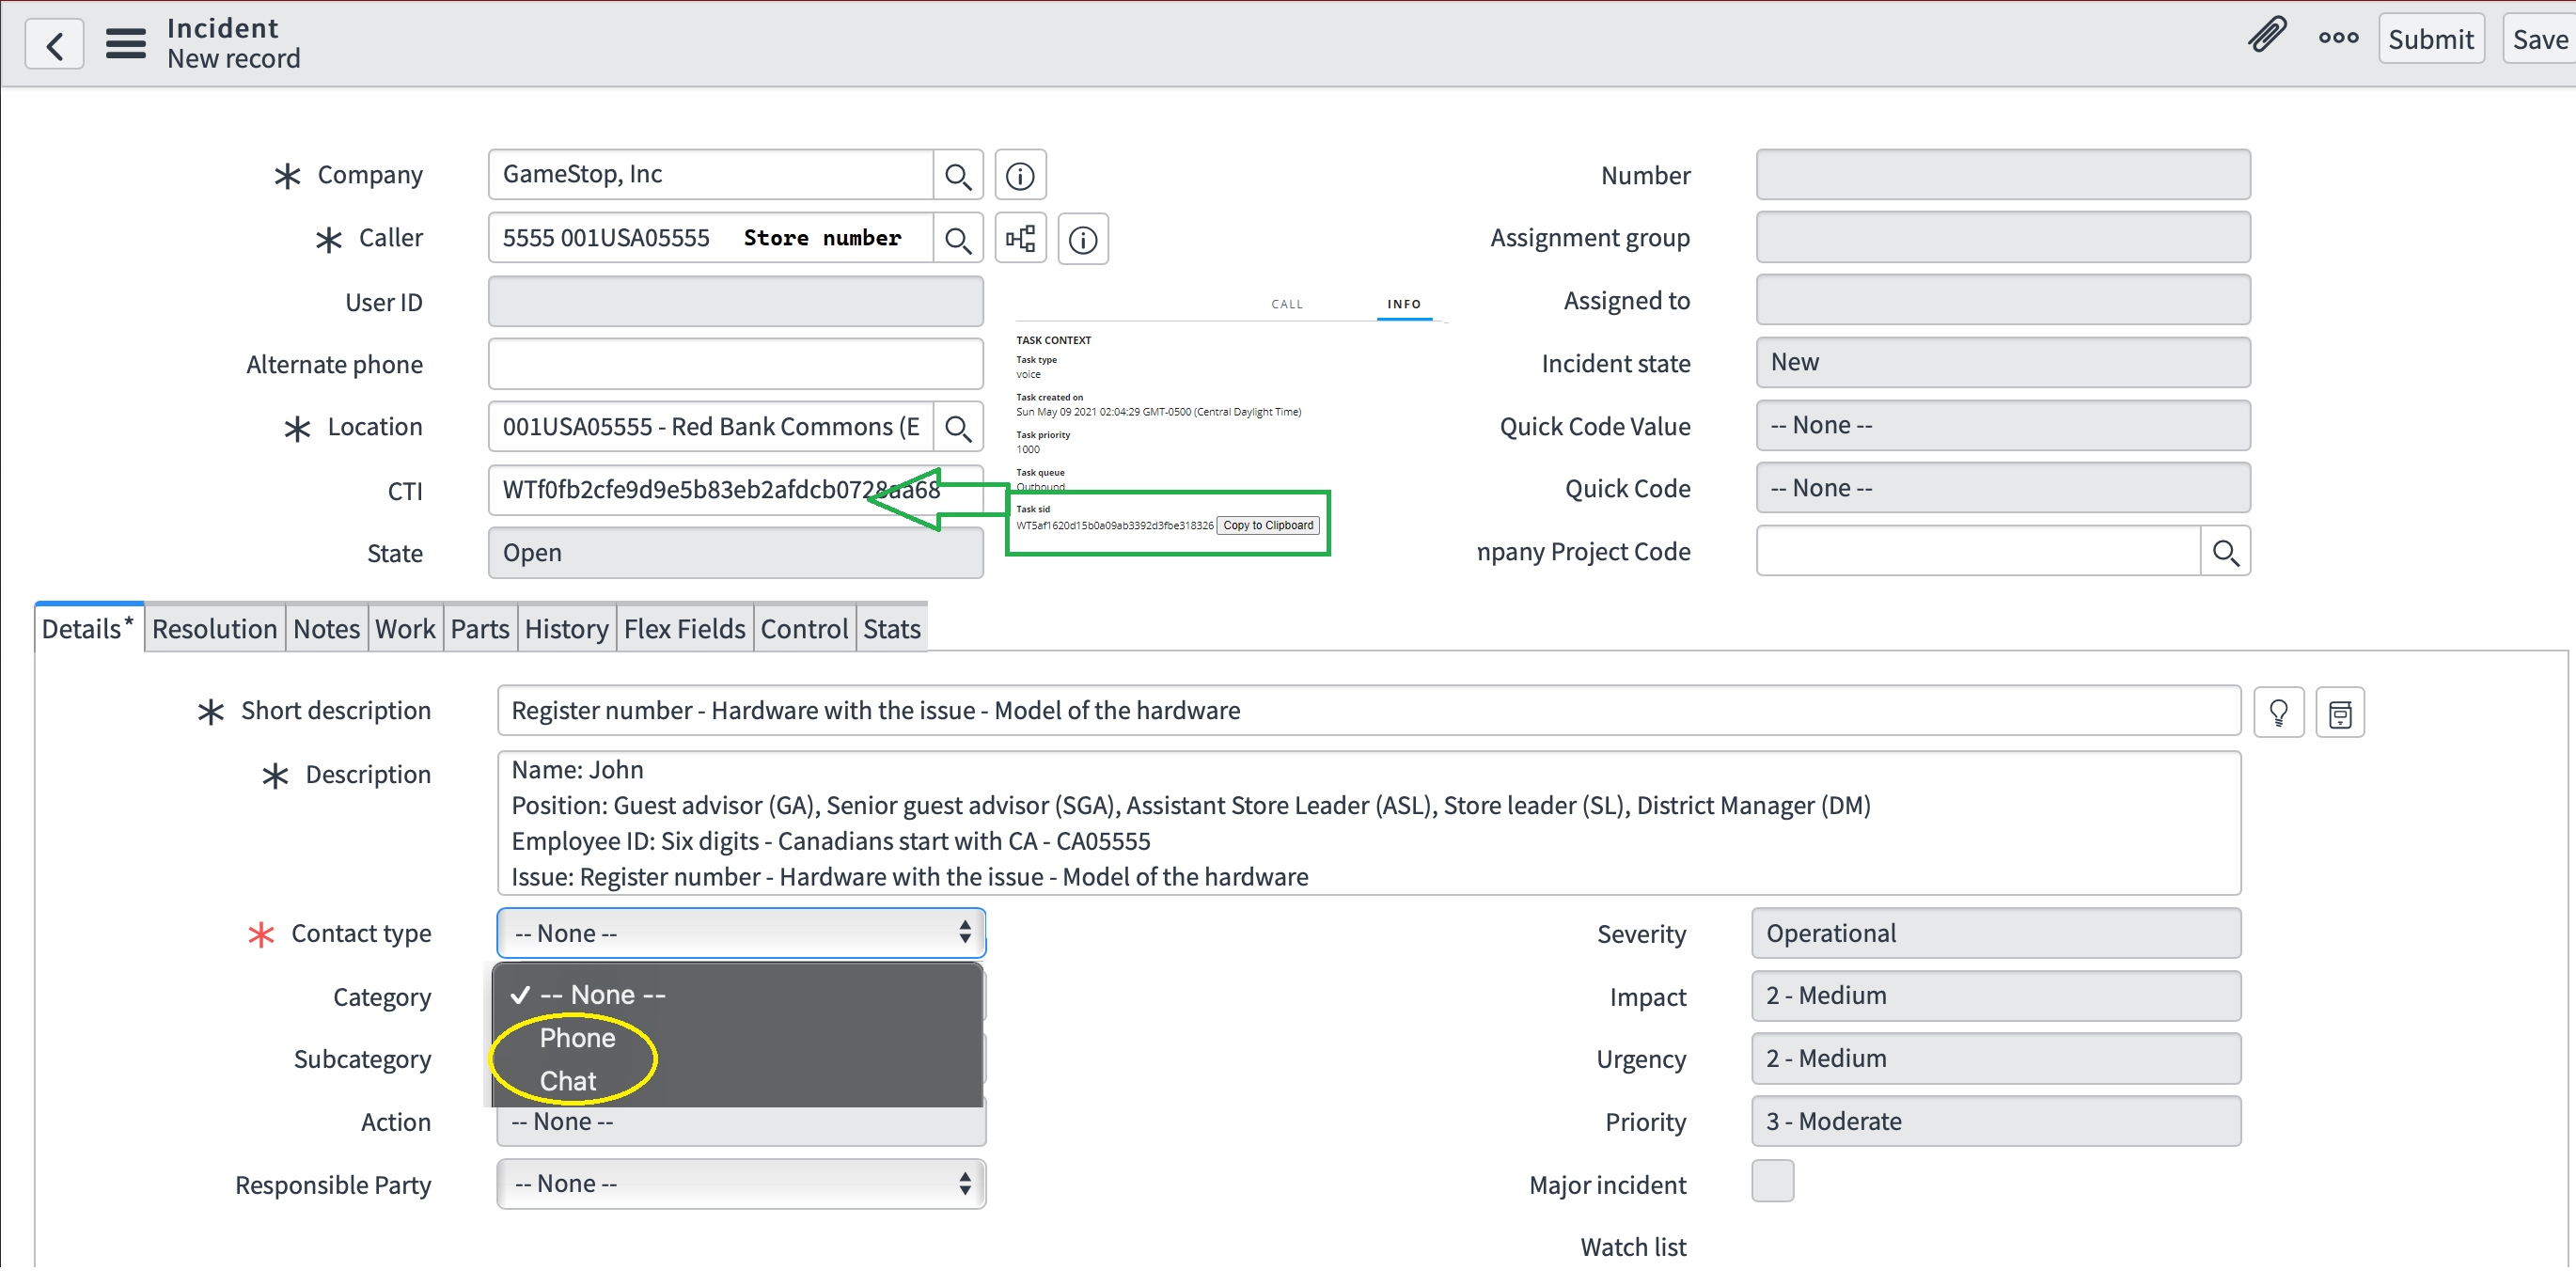 Incident
New record
Submit
Save
Company
GameStop, Inc
Number
Caller
5555 001USA05555 Store number
Assignment group
User ID
Assigned to
CALL INFO
TASK CONTEXT
Task type
voice
Task created on
Sun May 09 2021 02:04:29 GMT-0500 (Central Daylight Time)
Task priority
1000
Task queue
Outbound
Task sid
WT5af1620d15b0a09ab3392d3fbe318326 Copy to Clipboard
Alternate phone
Incident state
New
Location
001USA05555 - Red Bank Commons (E
Quick Code Value
-- None --
CTI
WTf0fb2cfe9d9e5b83eb2afdcb0728aa68
Quick Code
-- None --
State
Open
mpany Project Code
Details* Resolution Notes Work Parts History Flex Fields Control Stats
Short description
Register number - Hardware with the issue - Model of the hardware
Description
Name: John
Position: Guest advisor (GA), Senior guest advisor (SGA), Assistant Store Leader (ASL), Store leader (SL), District Manager (DM)
Employee ID: Six digits - Canadians start with CA - CA05555
Issue: Register number - Hardware with the issue - Model of the hardware
Contact type
-- None --
Severity
Operational
Category
✓ -- None --
Impact
2 - Medium
Phone
Subcategory
Urgency
2 - Medium
Chat
Action
-- None --
Priority
3 - Moderate
Responsible Party
-- None --
Major incident
Watch list